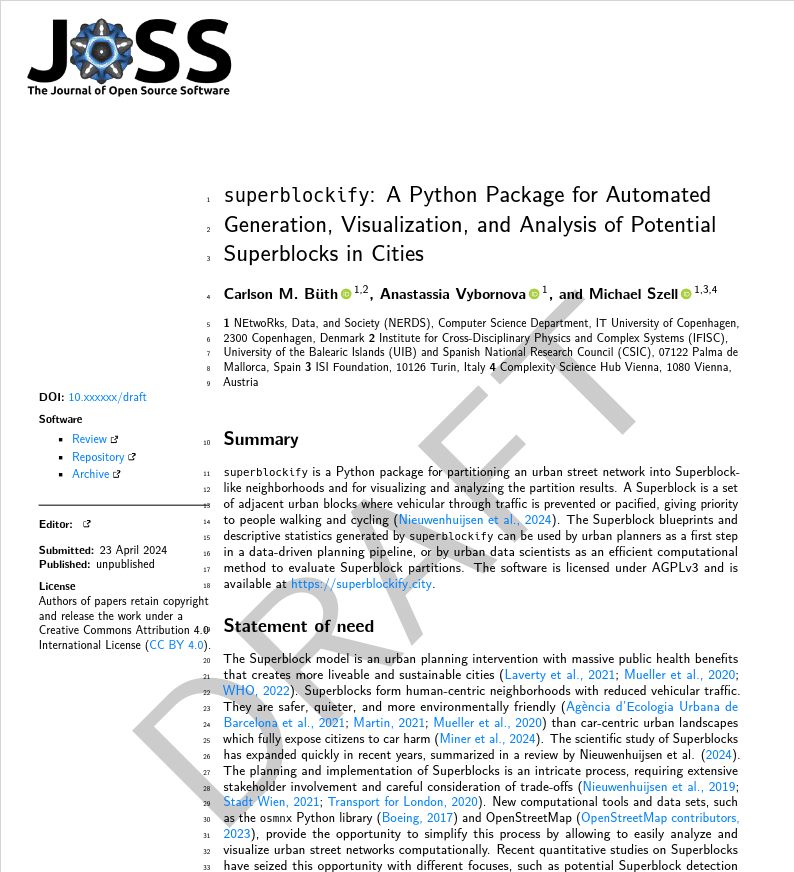 JOSS
The Journal of Open Source Software
1 superblockify: A Python Package for Automated
2 Generation, Visualization, and Analysis of Potential
3 Superblocks in Cities
4 Carlson M. Büth iD 1,2, Anastassia Vybornova iD 1, and Michael Szell iD 1,3,4
5 1 NEtwoRks, Data, and Society (NERDS), Computer Science Department, IT University of Copenhagen,
6 2300 Copenhagen, Denmark 2 Institute for Cross-Disciplinary Physics and Complex Systems (IFISC),
7 University of the Balearic Islands (UIB) and Spanish National Research Council (CSIC), 07122 Palma de
8 Mallorca, Spain 3 ISI Foundation, 10126 Turin, Italy 4 Complexity Science Hub Vienna, 1080 Vienna,
9 Austria
DOI: 10.xxxxxx/draft
Software
▪ Review
▪ Repository
▪ Archive
Editor:
Submitted: 23 April 2024
Published: unpublished
License
Authors of papers retain copyright
and release the work under a
Creative Commons Attribution 4.0
International License (CC BY 4.0).
10 Summary
11 superblockify is a Python package for partitioning an urban street network into Superblock-
12 like neighborhoods and for visualizing and analyzing the partition results. A Superblock is a set
13 of adjacent urban blocks where vehicular through traffic is prevented or pacified, giving priority
14 to people walking and cycling (Nieuwenhuijsen et al., 2024). The Superblock blueprints and
15 descriptive statistics generated by superblockify can be used by urban planners as a first step
16 in a data-driven planning pipeline, or by urban data scientists as an efficient computational
17 method to evaluate Superblock partitions. The software is licensed under AGPLv3 and is
18 available at https://superblockify.city.
19 Statement of need
20 The Superblock model is an urban planning intervention with massive public health benefits
21 that creates more liveable and sustainable cities (Laverty et al., 2021; Mueller et al., 2020;
22 WHO, 2022). Superblocks form human-centric neighborhoods with reduced vehicular traffic.
23 They are safer, quieter, and more environmentally friendly (Agència d'Ecologia Urbana de
24 Barcelona et al., 2021; Martin, 2021; Mueller et al., 2020) than car-centric urban landscapes
25 which fully expose citizens to car harm (Miner et al., 2024). The scientific study of Superblocks
26 has expanded quickly in recent years, summarized in a review by Nieuwenhuijsen et al. (2024).
27 The planning and implementation of Superblocks is an intricate process, requiring extensive
28 stakeholder involvement and careful consideration of trade-offs (Nieuwenhuijsen et al., 2019;
29 Stadt Wien, 2021; Transport for London, 2020). New computational tools and data sets, such
30 as the osmnx Python library (Boeing, 2017) and OpenStreetMap (OpenStreetMap contributors,
31 2023), provide the opportunity to simplify this process by allowing to easily analyze and
32 visualize urban street networks computationally. Recent quantitative studies on Superblocks
33 have seized this opportunity with different focuses, such as potential Superblock detection
DRAFT